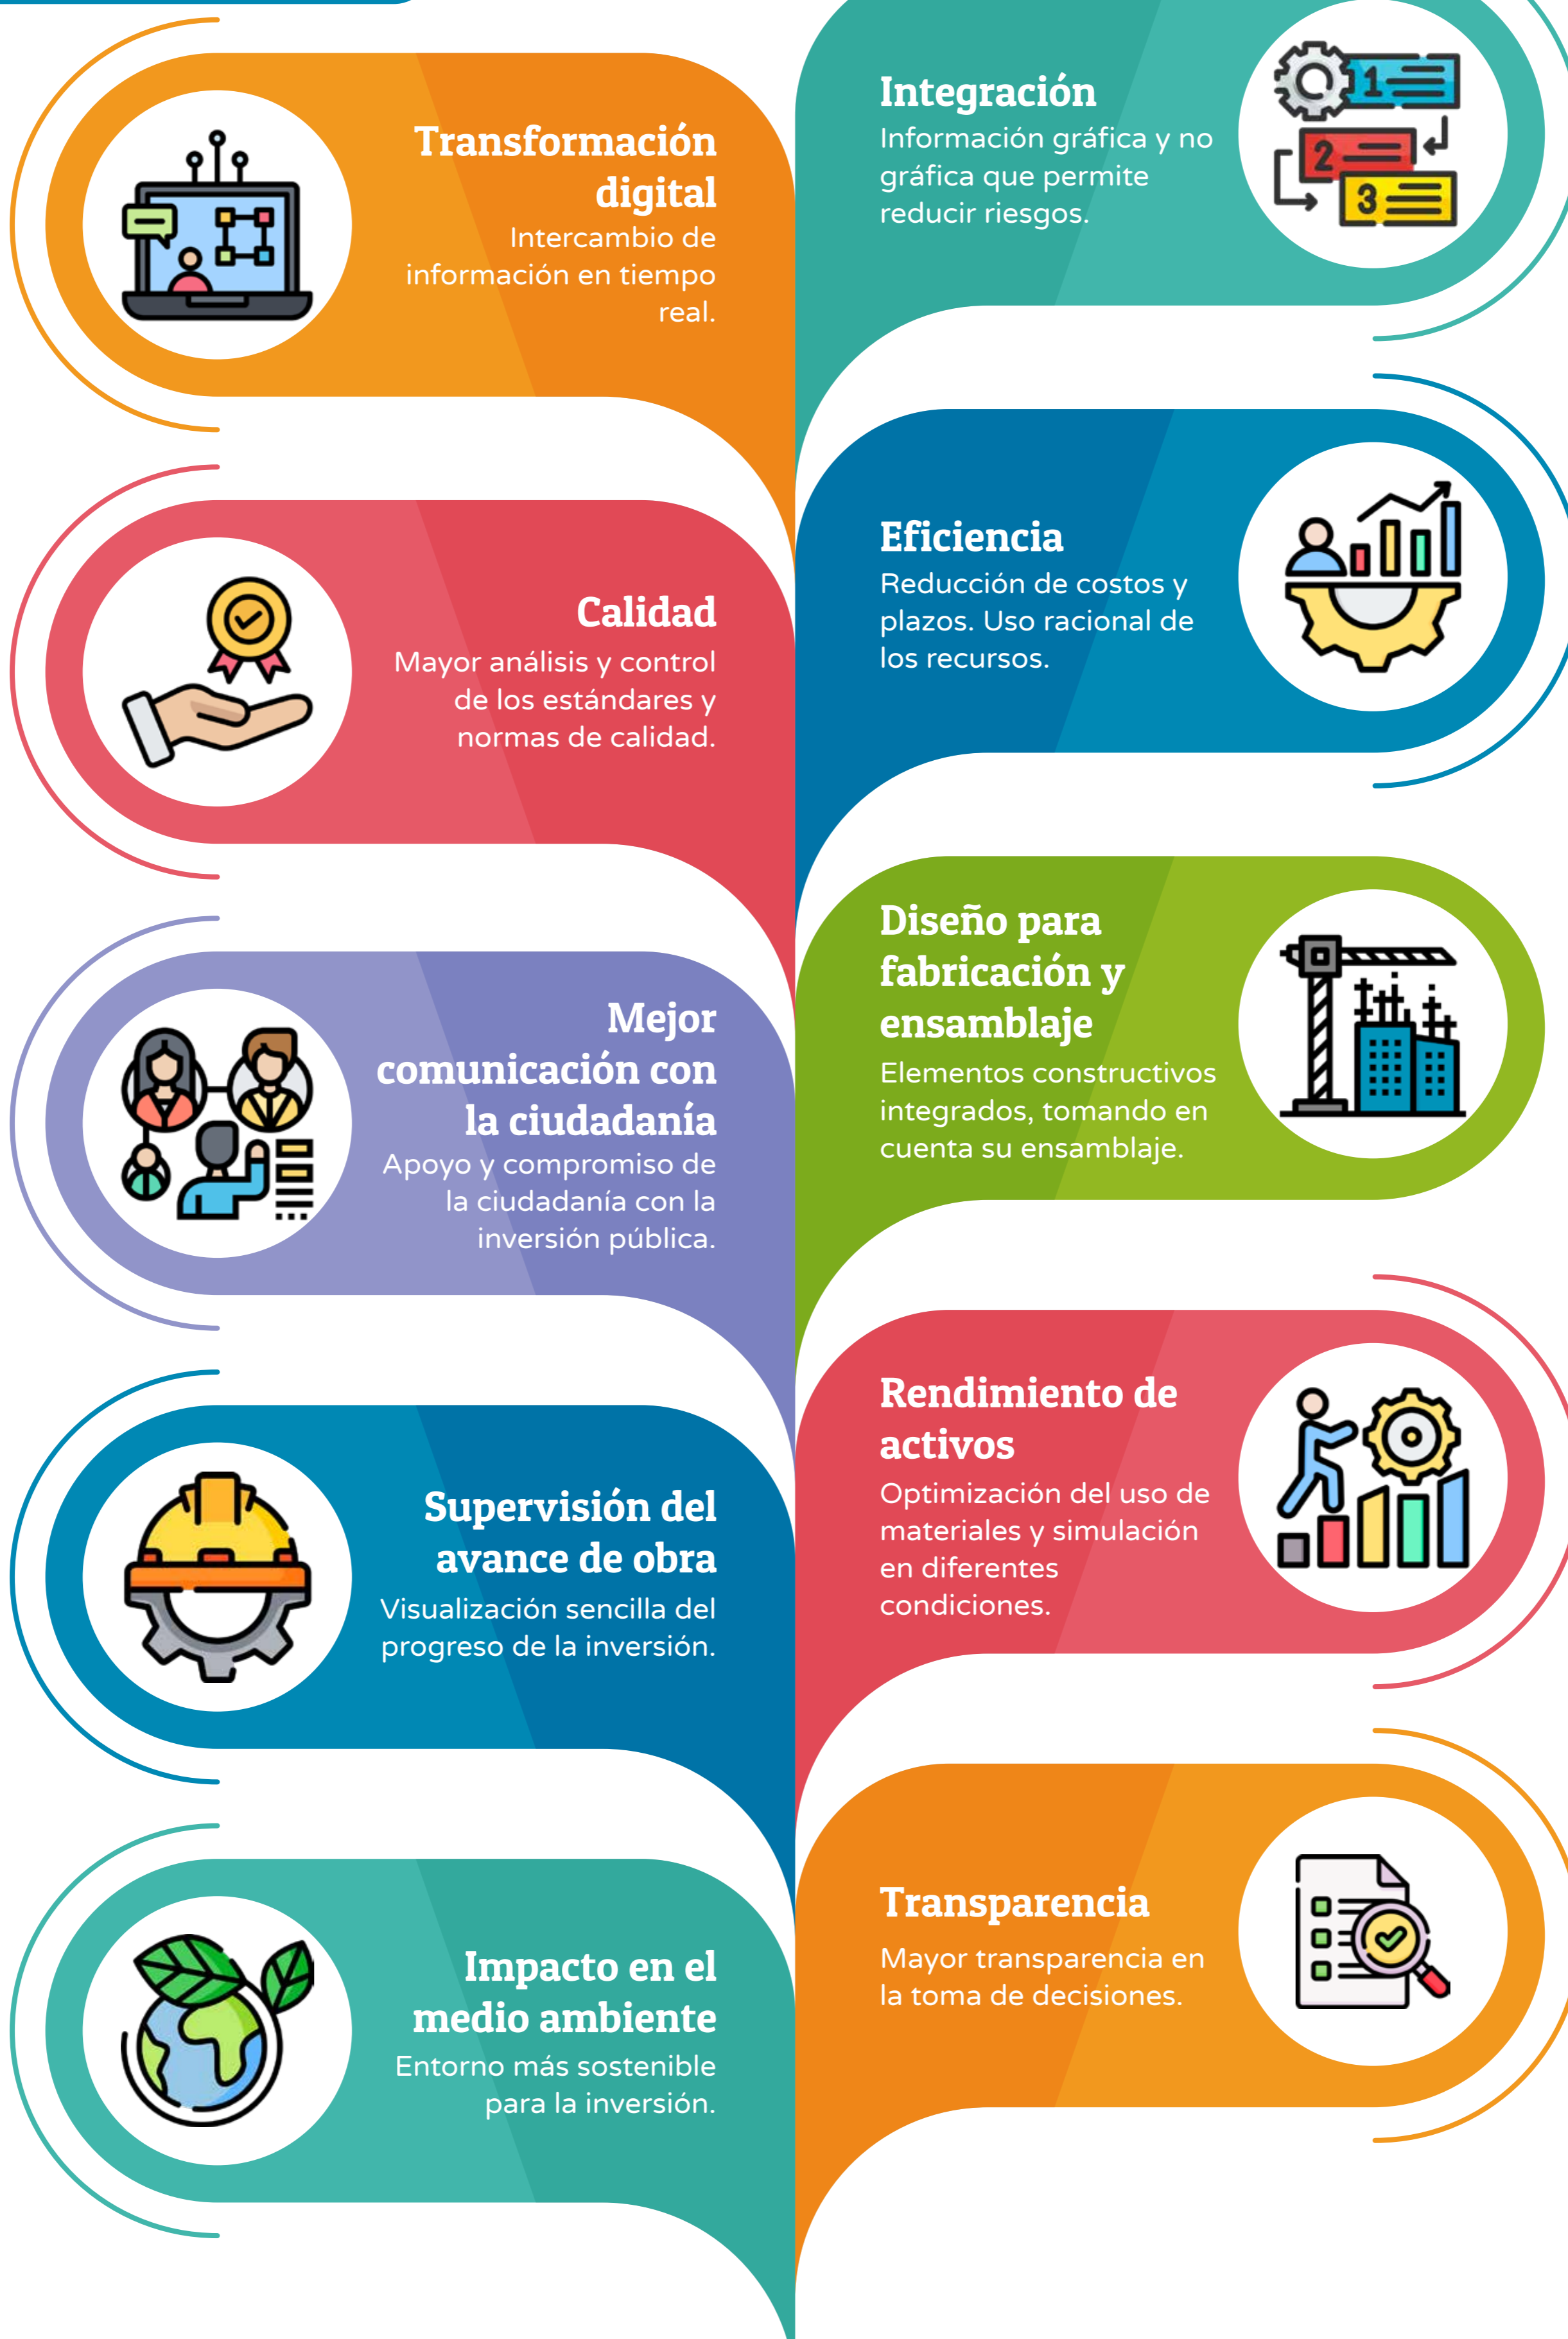 Integración
Información gráfica y no
gráfica que permite
reducir riesgos.
1
2
3
Transformación
digital
Intercambio de
información en tiempo
real.
Eficiencia
Reducción de costos y
plazos. Uso racional de
los recursos.
Calidad
Mayor análisis y control
de los estándares y
normas de calidad.
Diseño para
fabricación y
ensamblaje
Elementos constructivos
integrados, tomando en
cuenta su ensamblaje.
Mejor
comunicación con
la ciudadanía
Apoyo y compromiso de
la ciudadanía con la
inversión pública.
Rendimiento de
activos
Optimización del uso de
materiales y simulación
en diferentes
condiciones.
Supervisión del
avance de obra
Visualización sencilla del
progreso de la inversión.
Transparencia
Mayor transparencia en
la toma de decisiones.
Impacto en el
medio ambiente
Entorno más sostenible
para la inversión.